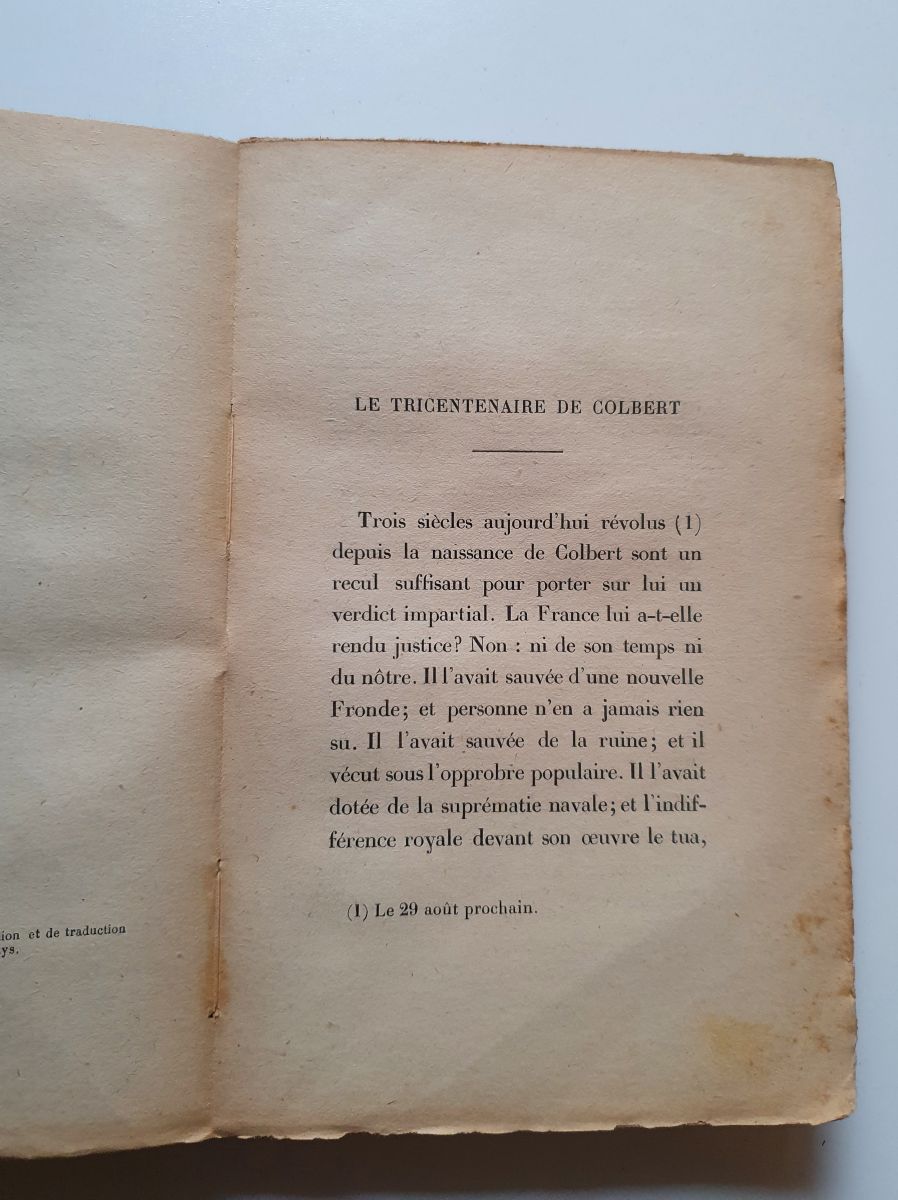 ion et de traduction
ys.
LE TRICENTENAIRE DE COLBERT
Trois siècles aujourd'hui révolus (1)
depuis la naissance de Colbert sont un
recul suffisant pour porter sur lui un
verdict impartial. La France lui a-t-elle
rendu justice? Non : ni de son temps ni
du nôtre. Il l'avait sauvée d'une nouvelle
Fronde; et personne n'en a jamais rien
su. Il l'avait sauvée de la ruine; et il
vécut sous l'opprobre populaire. Il l'avait
dotée de la suprématie navale; et l'indif-
férence royale devant son œuvre le tua,
(1) Le 29 août prochain.